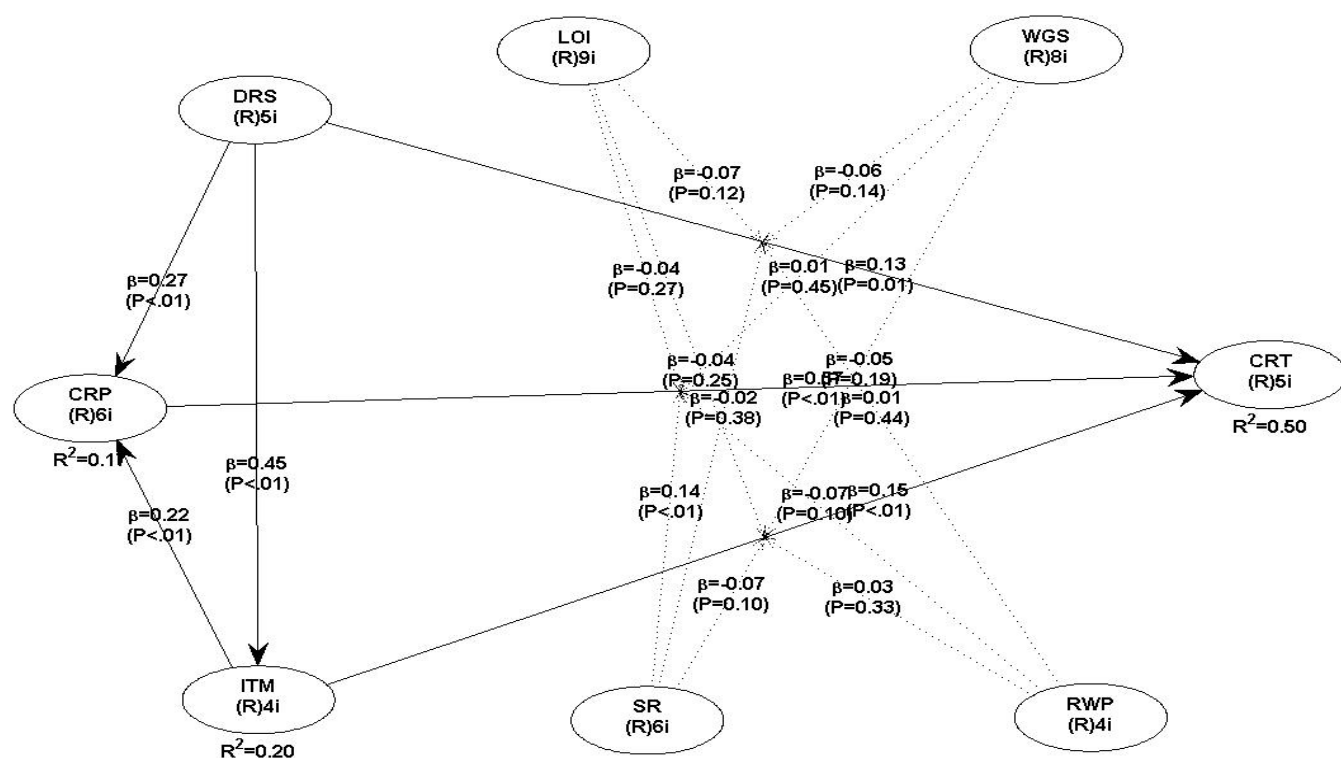 LOI
(R)9i
WGS
(R)8i
DRS
(R)5i
β=-0.07
(P=0.12)
β=-0.06
(P=0.14)
β=0.27
(P<.01)
β=-0.04
(P=0.27)
β=0.01
(P=0.45)
β=0.13
(P=0.01)
CRP
(R)6i
β=-0.04
(P=0.25)
(P<.01)
β=-0.05
(P=0.19)
CRT
(R)5i
β=-0.02
(P=0.38)
β=0.01
(P=0.44)
R²=0.50
β=0.45
(P<.01)
β=0.22
(P<.01)
β=0.14
(P<.01)
β=-0.07
(P=0.10)
β=0.15
(P<.01)
β=-0.07
(P=0.10)
β=0.03
(P=0.33)
ITM
(R)4i
R²=0.20
SR
(R)6i
RWP
(R)4i